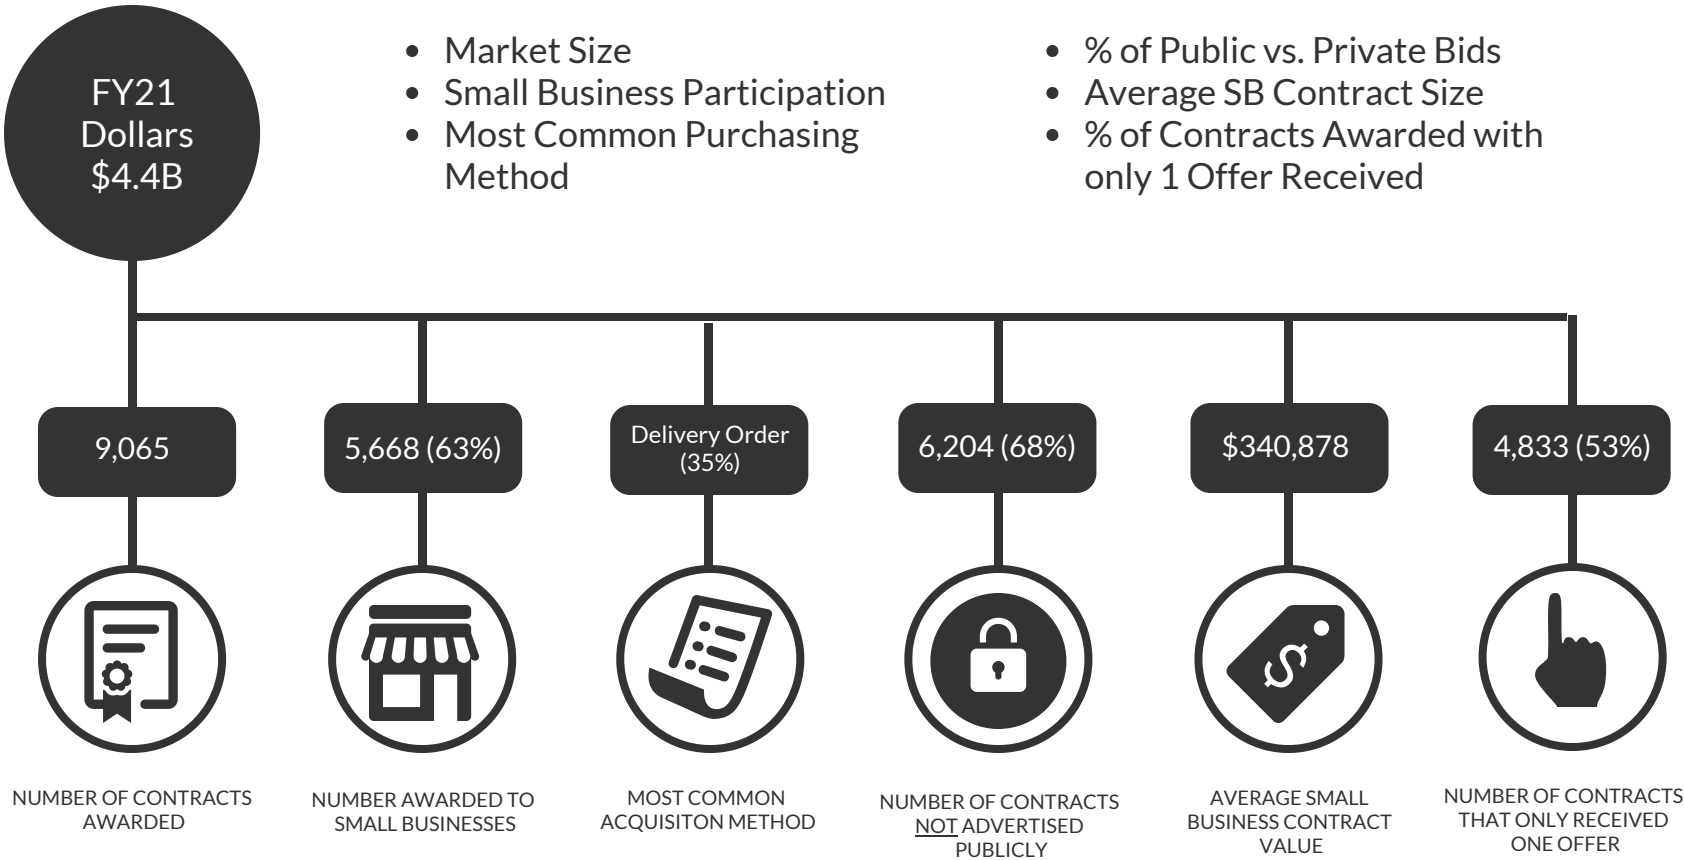 FY21
Dollars
$4.4B
• Market Size
• Small Business Participation
• Most Common Purchasing
Method
• % of Public vs. Private Bids
• Average SB Contract Size
• % of Contracts Awarded with
only 1 Offer Received
9,065
5,668 (63%)
Delivery Order
(35%)
6,204 (68%)
$340,878
4,833 (53%)
$
NUMBER OF CONTRACTS
AWARDED
NUMBER AWARDED TO
SMALL BUSINESSES
MOST COMMON
ACQUISITON METHOD
NUMBER OF CONTRACTS
NOT ADVERTISED
PUBLICLY
AVERAGE SMALL
BUSINESS CONTRACT
VALUE
NUMBER OF CONTRACTS
THAT ONLY RECEIVED
ONE OFFER